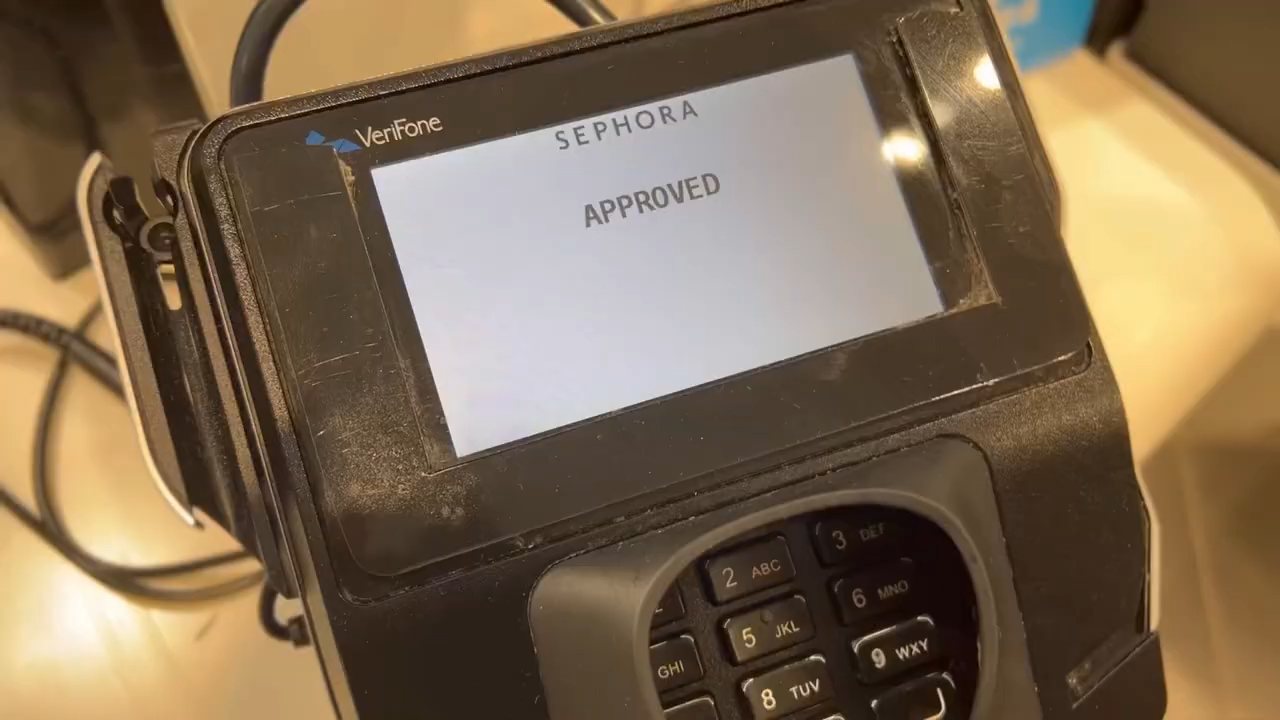 VeriFone
SEPHORA
APPROVED
2 ABC
3 DEF
GHI
5 JKL
6 MNO
8 TUV
9 WXY